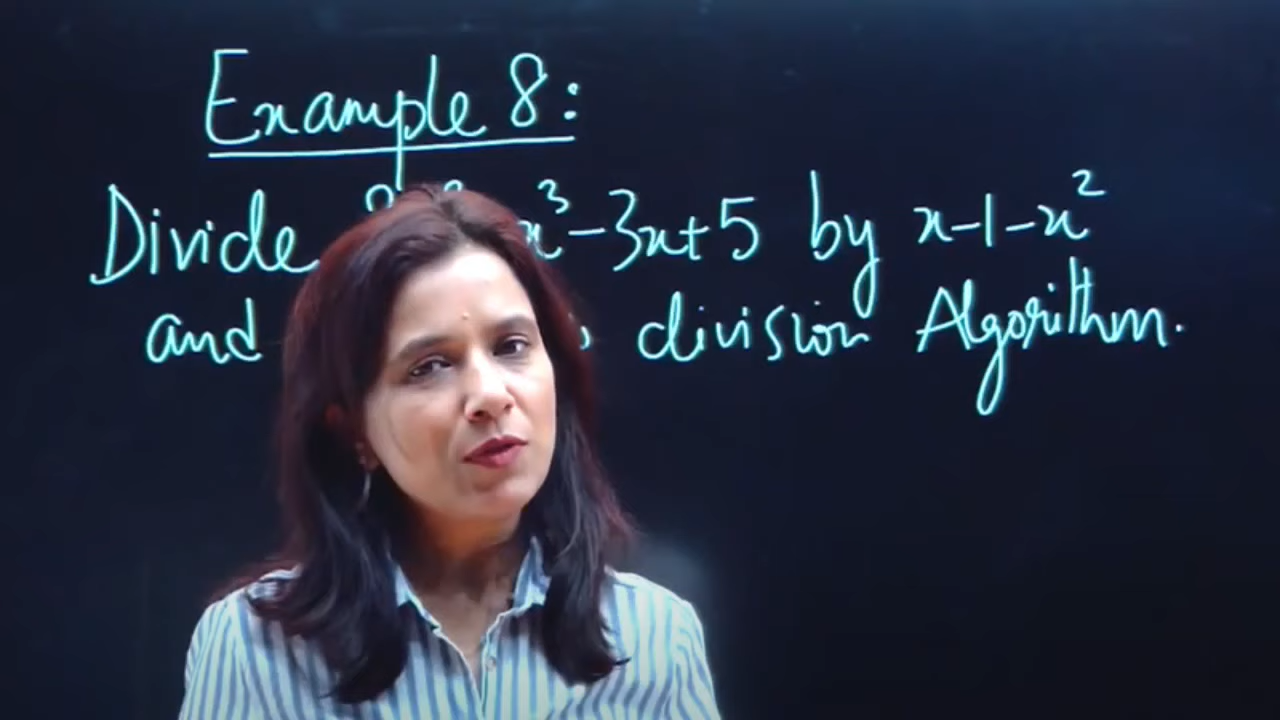 Example 8:
Divide x³-3x+5 by x-1-x²
and division Algorithm.